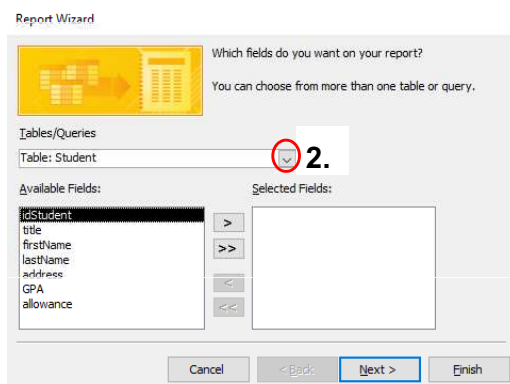 Report Wizard
Which fields do you want on your report?
You can choose from more than one table or query.
Tables/Queries
Table: Student
2.
Available Fields:
Selected Fields:
idStudent
title
firstName
lastName
address
GPA
allowance
>
>>
<
<<
Cancel
< Back
Next >
Finish